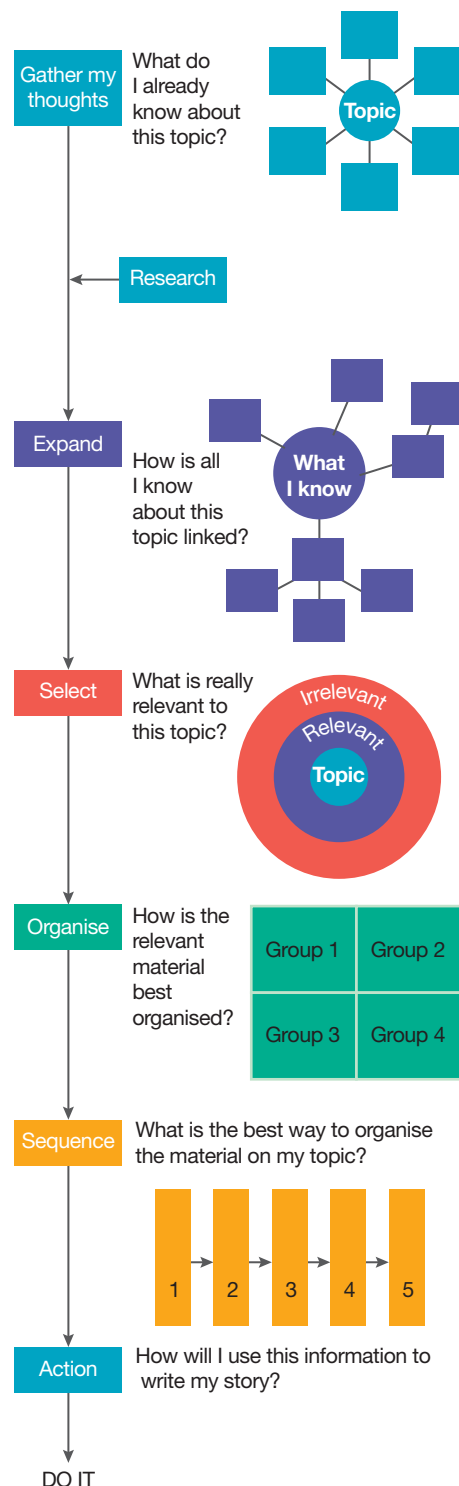 Gather my
thoughts
What do
I already
know about
this topic?
Topic
Research
Expand
How is all
I know
about this
topic linked?
What
I know
Select
What is really
relevant to
this topic?
Irrelevant
Relevant
Topic
Organise
How is the
relevant
material
best
organised?
Group 1
Group 2
Group 3
Group 4
Sequence
What is the best way to organise
the material on my topic?
1
2
3
4
5
Action
How will I use this information to
write my story?
DO IT